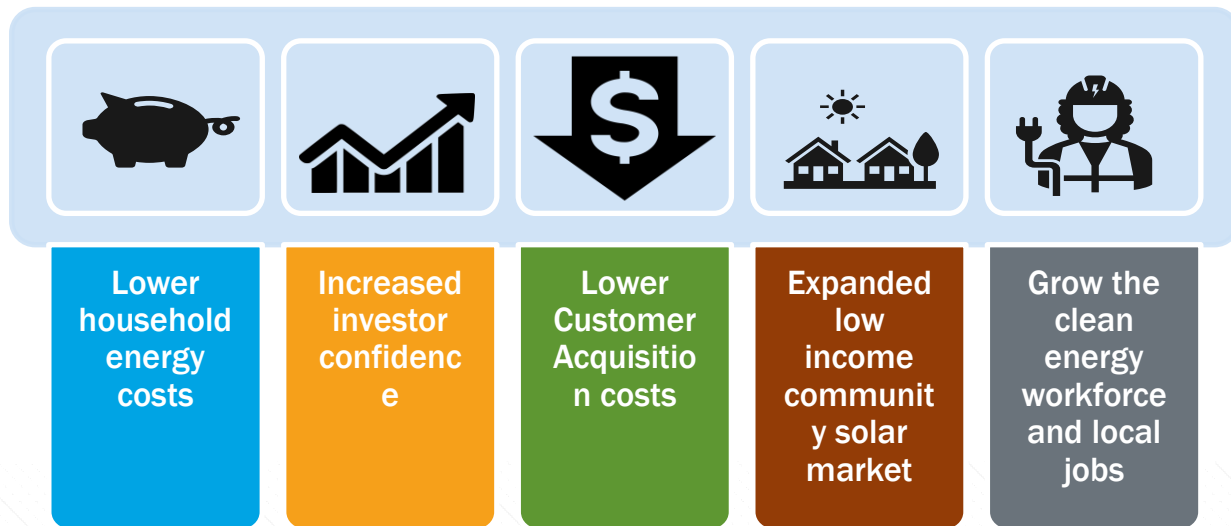 Lower
household
energy
costs
Increased
investor
confidenc
e
Lower
Customer
Acquisitio
n costs
Expanded
low
income
communit
y solar
market
Grow the
clean
energy
workforce
and local
jobs